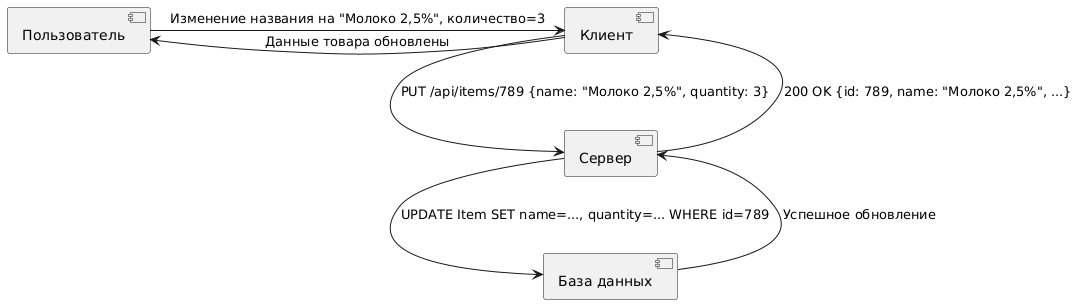 Пользователь
Изменение названия на "Молоко 2,5%", количество=3
Данные товара обновлены
Клиент
PUT /api/items/789 {name: "Молоко 2,5%", quantity: 3}
200 OK {id: 789, name: "Молоко 2,5%", ...}
Сервер
UPDATE Item SET name=..., quantity=... WHERE id=789
Успешное обновление
База данных